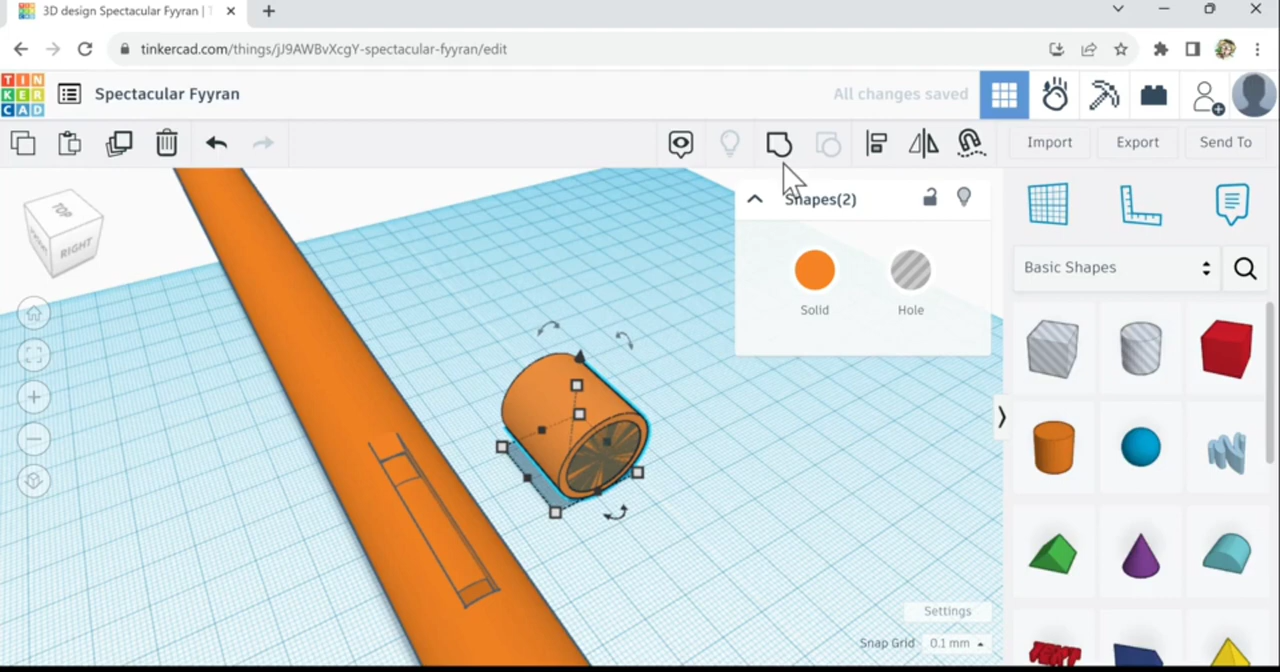 3D design Spectacular Fyyran | T
tinkercad.com/things/jJ9AWBvXcgY-spectacular-fyyran/edit
TIN
KER
CAD
Spectacular Fyyran
All changes saved
Import
Export
Send To
TOP
RIGHT
Shapes(2)
Solid
Hole
Basic Shapes
TEXT
Settings
Snap Grid 0.1 mm